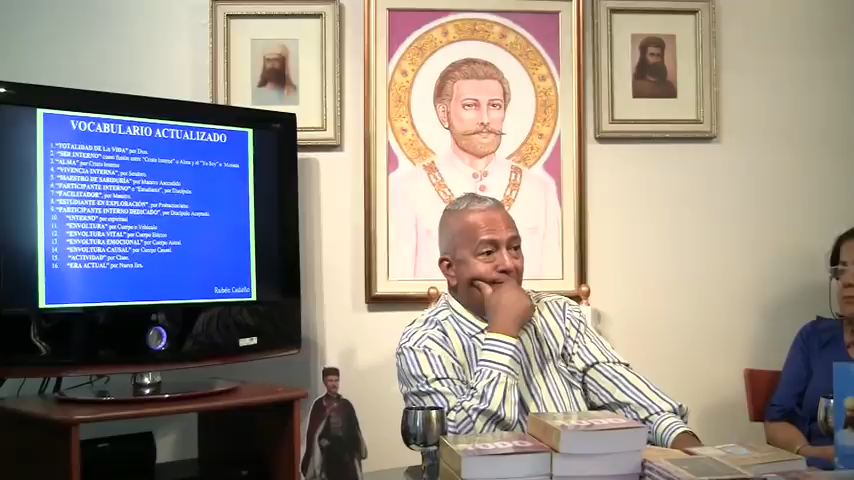 VOCABULARIO ACTUALIZADO
1. "TOTALIDAD DE LA VIDA" por Dios.
2. "SER INTERNO" como fusión entre "Cristo Interno" o Alma y el "Yo Soy" o Mónada
3. "ALMA" por Cristo Interno
4. "VIVENCIA INTERNA" por Sendero.
5. "MAESTRO DE SABIDURÍA" por Maestro Ascendido.
6. "PARTICIPANTE INTERNO" o "Estudiante", por Discípulo.
7. "FACILITADOR" por Maestro.
8. "ESTUDIANTE EN EXPLORACIÓN" por Probacionista.
9. "PARTICIPANTE INTERNO DEDICADO" por Discípulo Aceptado.
10. "INTERNO" por espiritual
11. "ENVOLTURA" por Cuerpo o Vehículo
12. "ENVOLTURA VITAL" por Cuerpo Etérico.
13. "ENVOLTURA EMOCIONAL" por Cuerpo Astral.
14. "ENVOLTURA CAUSAL" por Cuerpo Causal.
15. "ACTIVIDAD" por Clase.
16. "ERA ACTUAL" por Nueva Era.
Rubén Cedeño